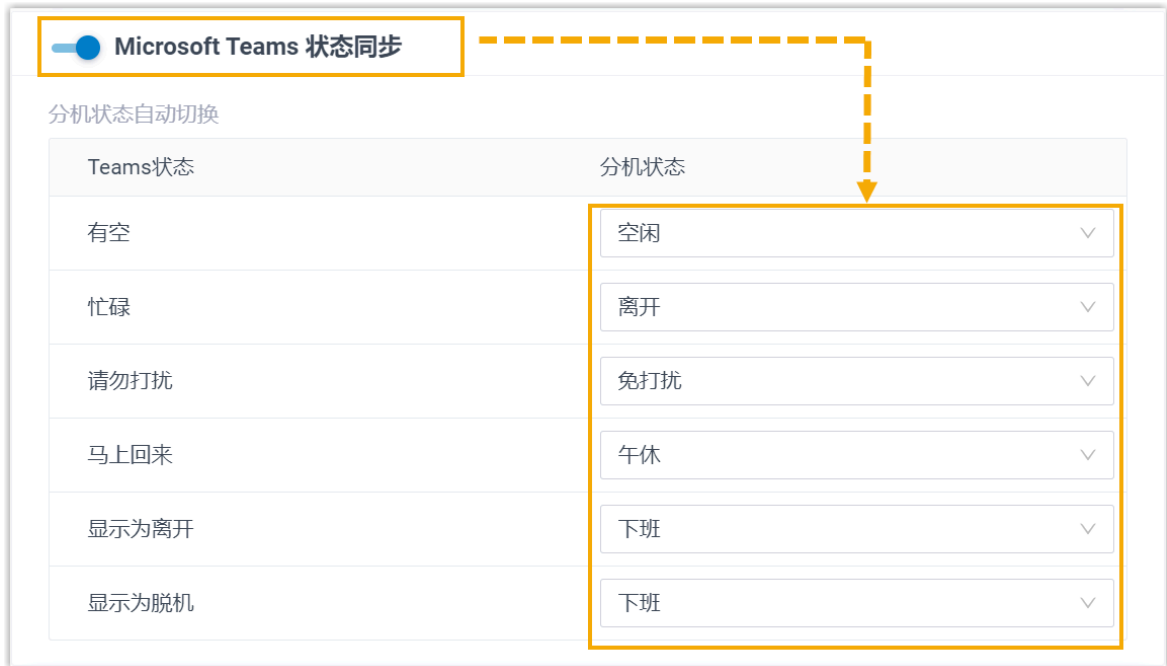 Microsoft Teams 状态同步
分机状态自动切换
Teams状态 分机状态
有空 空闲
忙碌 离开
请勿打扰 免打扰
马上回来 午休
显示为离开 下班
显示为脱机 下班